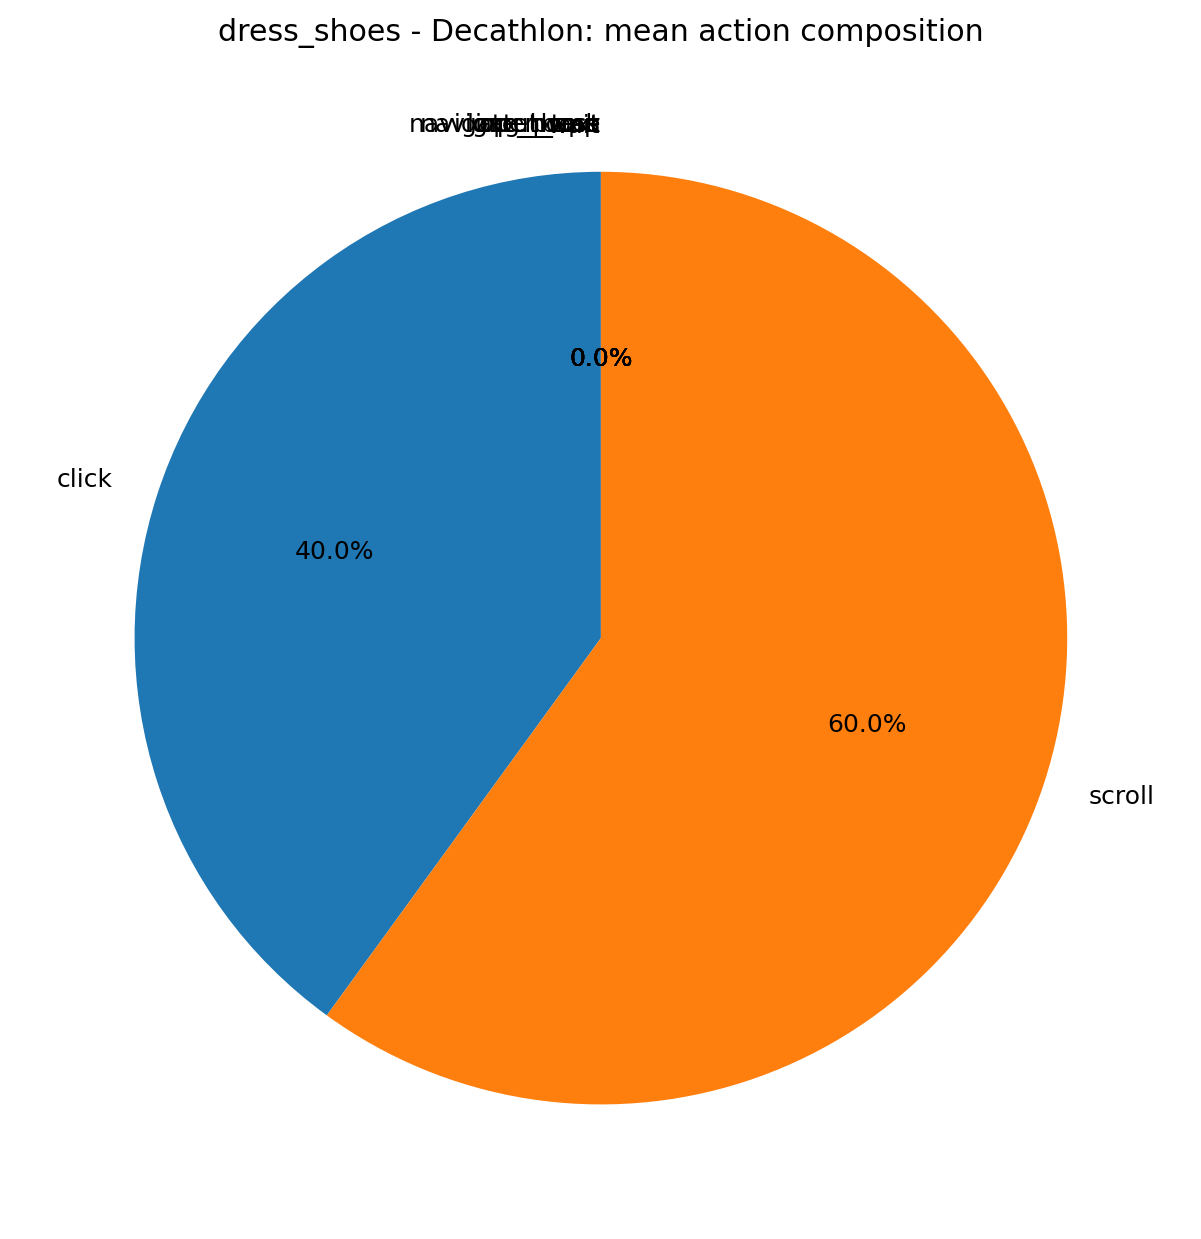 dress_shoes - Decathlon: mean action composition
0.0%
click
40.0%
60.0%
scroll